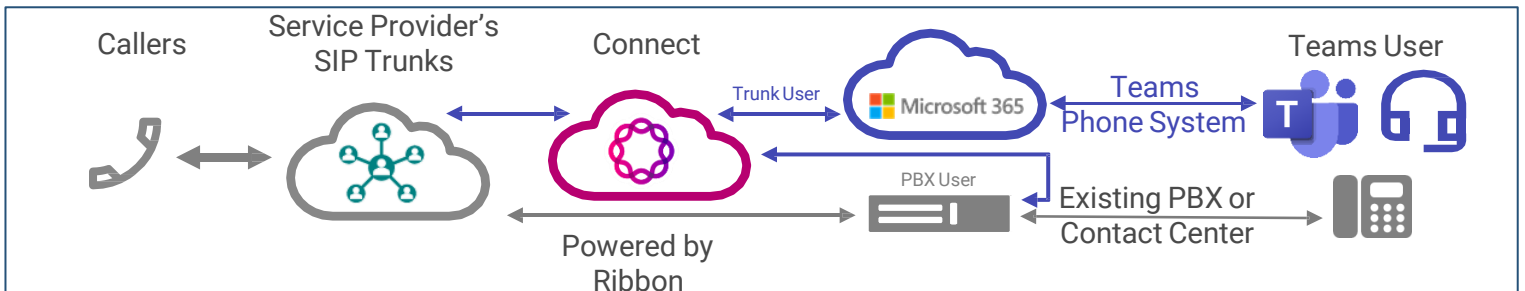 Callers
Service Provider's
SIP Trunks
Connect
Teams User
Trunk User
Microsoft 365
Teams
Phone System
T
PBX User
Existing PBX or
Contact Center
Powered by
Ribbon